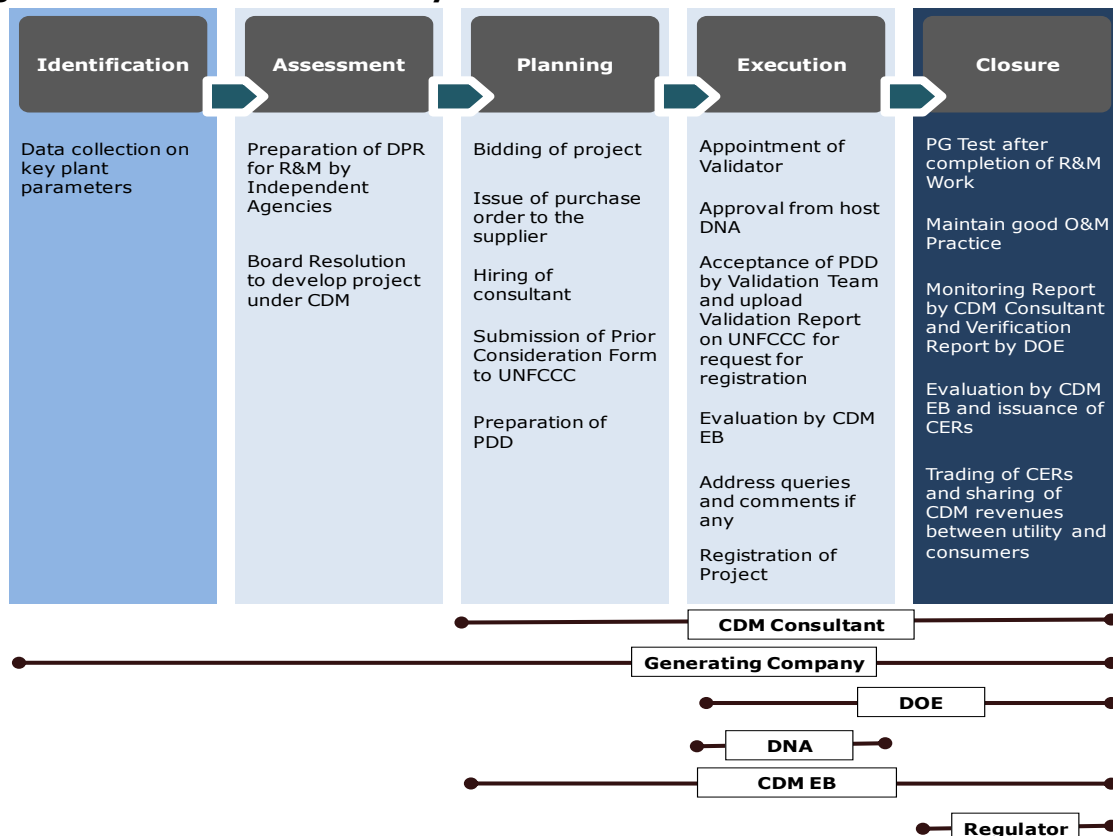 Identification
Assessment
Planning
Execution
Closure
Data collection on
key plant
parameters
Preparation of DPR
for R&M by
Independent
Agencies
Board Resolution
to develop project
under CDM
Bidding of project
Issue of purchase
order to the
supplier
Hiring of
consultant
Submission of Prior
Consideration Form
to UNFCCC
Preparation of
PDD
Appointment of
Validator
Approval from host
DNA
Acceptance of PDD
by Validation Team
and upload
Validation Report
on UNFCCC for
request for
registration
Evaluation by CDM
EB
Address queries
and comments if
any
Registration of
Project
PG Test after
completion of R&M
Work
Maintain good O&M
Practice
Monitoring Report
by CDM Consultant
and Verification
Report by DOE
Evaluation by CDM
EB and issuance of
CERs
Trading of CERs
and sharing of
CDM revenues
between utility and
consumers
CDM Consultant
Generating Company
DOE
DNA
CDM EB
Regulator